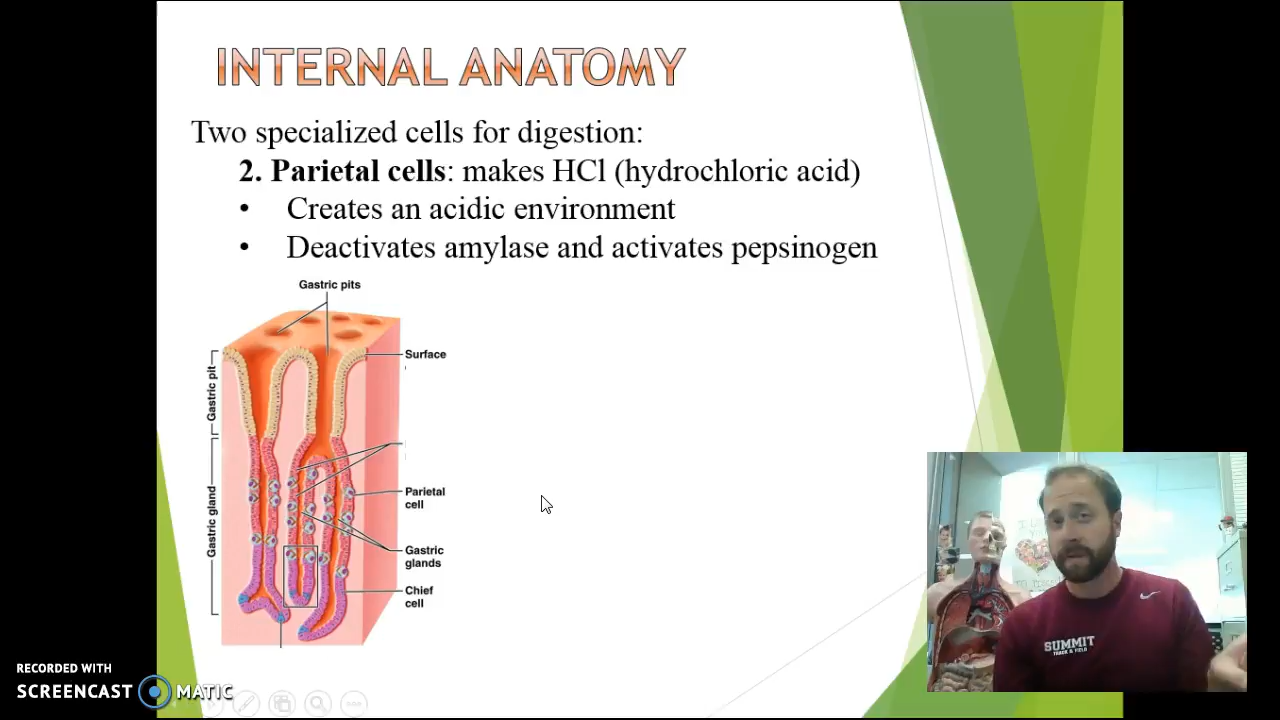 INTERNAL ANATOMY
Two specialized cells for digestion:
2. Parietal cells: makes HCl (hydrochloric acid)
• Creates an acidic environment
• Deactivates amylase and activates pepsinogen
Gastric pits
Surface
Gastric pit
Parietal
cell
Gastric gland
Gastric
glands
Chief
cell
SUMMIT
TRACK & FIELD
RECORDED WITH
SCREENCAST MATIC